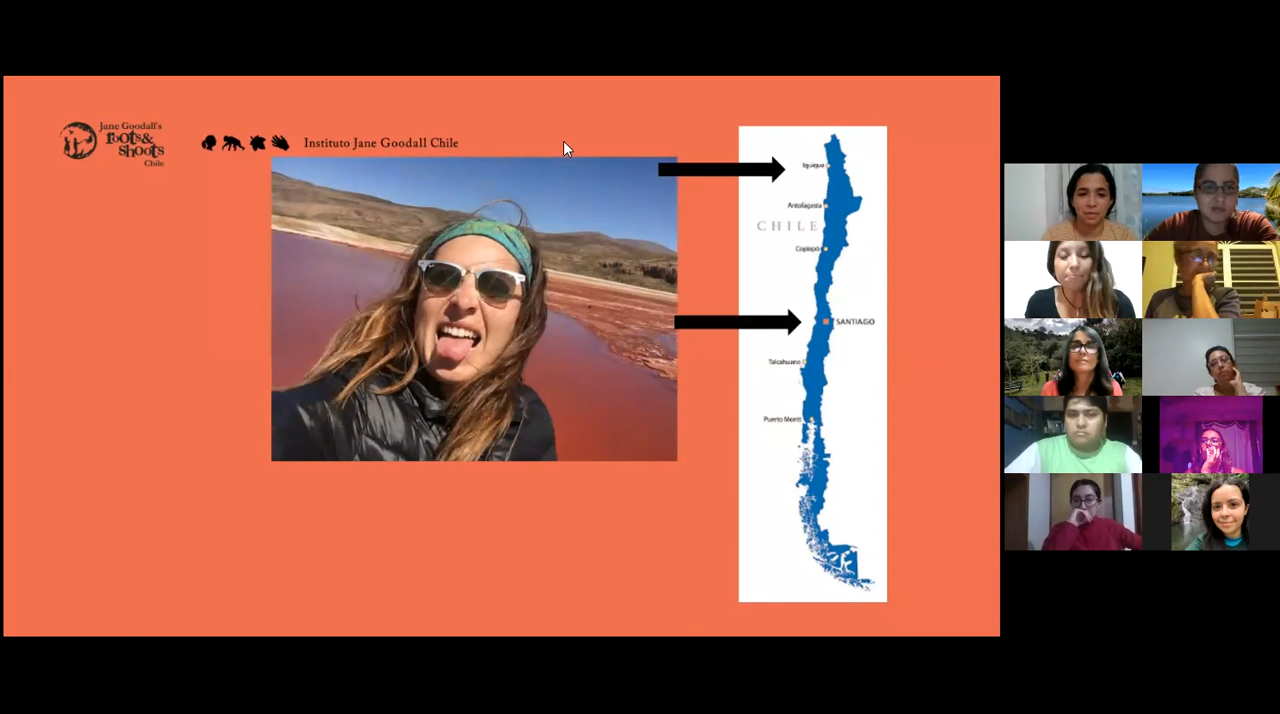 Jane Goodall's
roots&
shoots
Chile
Instituto Jane Goodall Chile
Iquique
Antofagasta
CHILE
Copiapó
SANTIAGO
Talcahuano
Puerto Montt